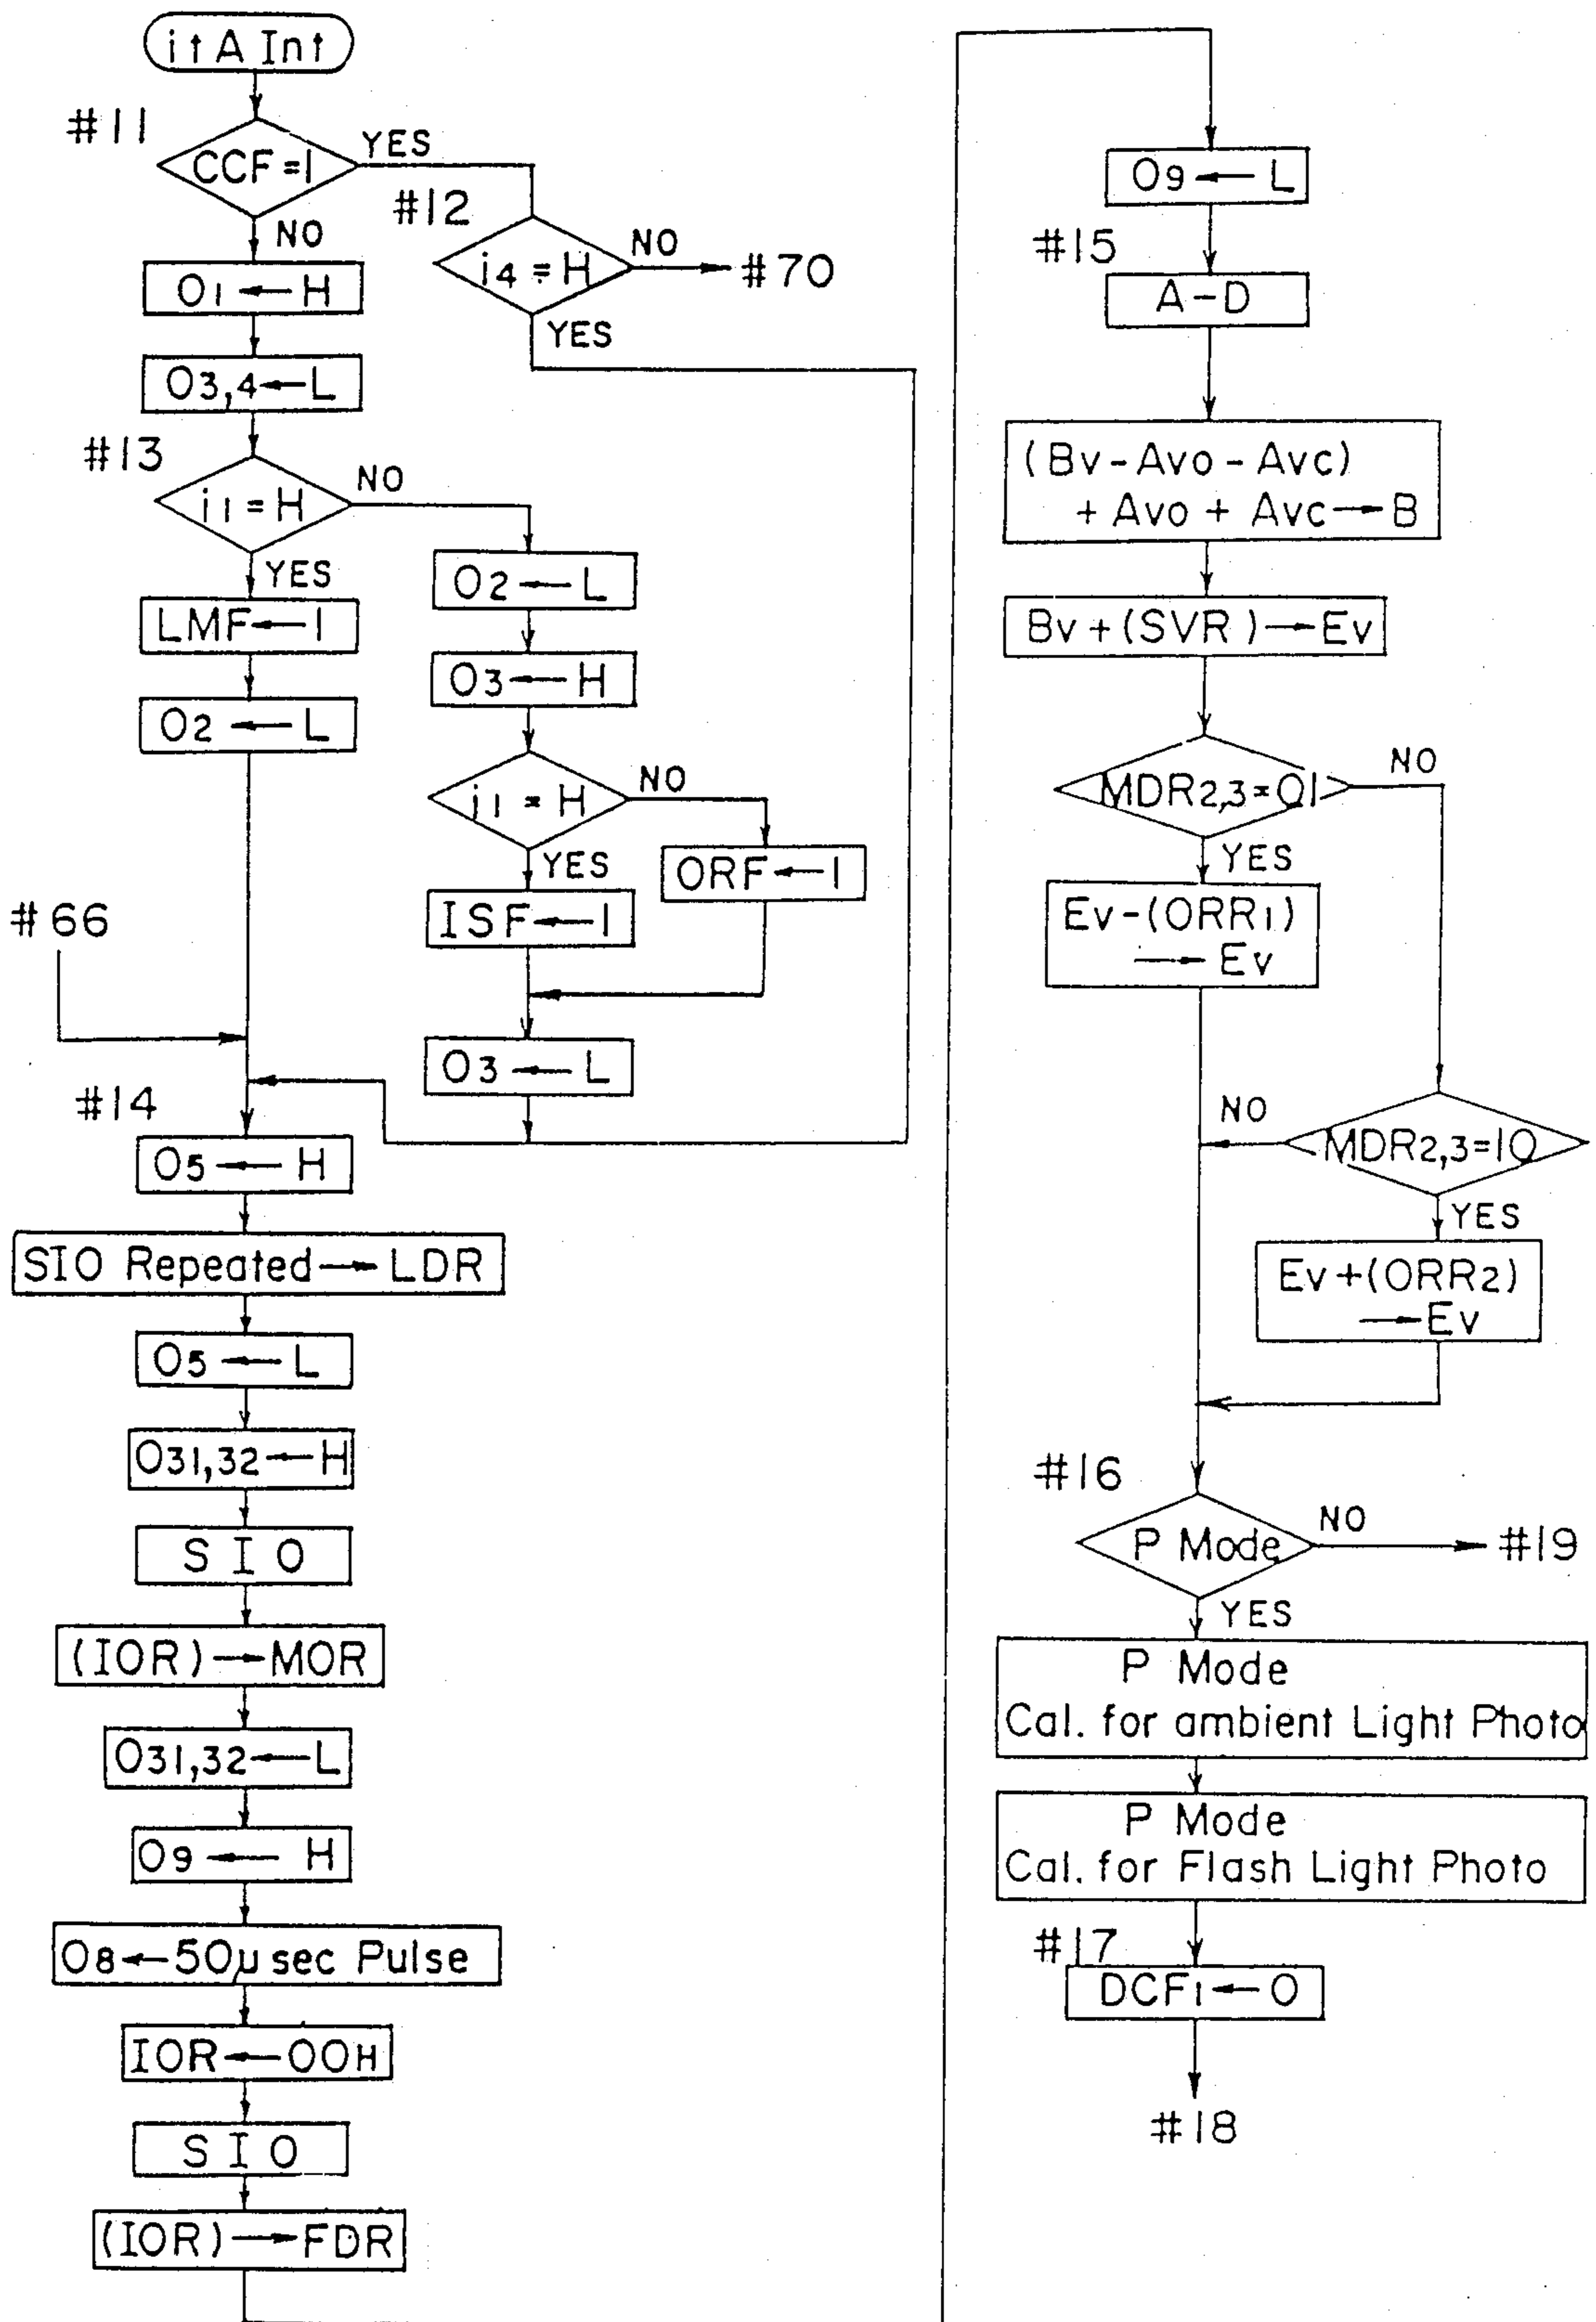 itA Int
#11
CCF=1
YES
NO
#12
i4=H
NO
#70
YES
O1←H
O3,4←L
#13
i1=H
NO
YES
LMF←1
O2←L
O2←L
O3←H
i1=H
NO
YES
ORF←1
ISF←1
O3←L
#66
#14
O5←H
SIO Repeated→LDR
O5←L
O31,32←H
SIO
(IOR)→MOR
O31,32←L
O9←H
O8←50μsec Pulse
IOR←00H
SIO
(IOR)→FDR
O9←L
#15
A-D
(Bv-Avo-Avc)
+Avo+Avc→B
Bv+(SVR)→Ev
MDR2,3=01
NO
YES
Ev-(ORR1)
→Ev
NO
MDR2,3=10
YES
Ev+(ORR2)
→Ev
#16
P Mode
NO
#19
YES
P Mode
Cal. for ambient Light Photo
P Mode
Cal. for Flash Light Photo
#17
DCF1←0
#18